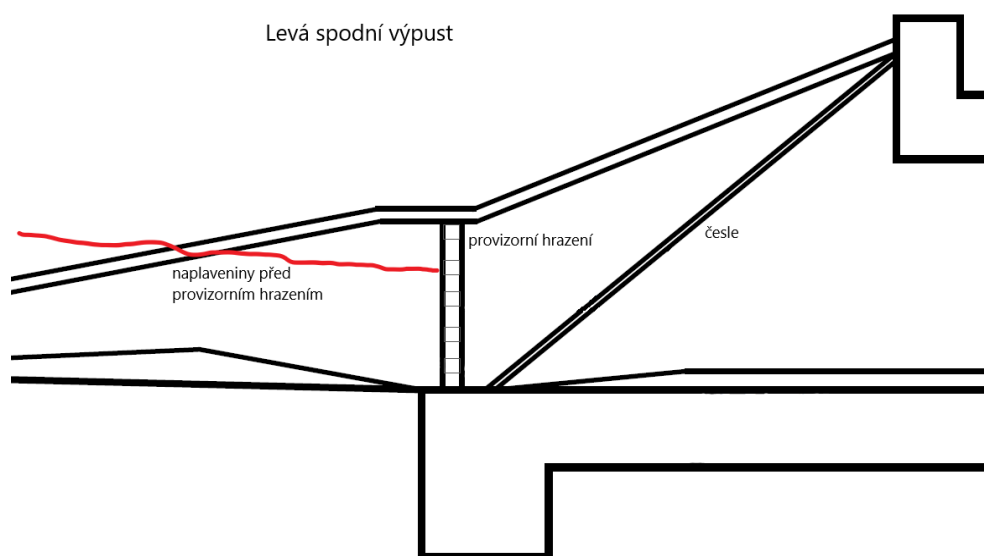 Levá spodní výpust
provizorní hrazení
česle
naplaveniny před
provizorním hrazením